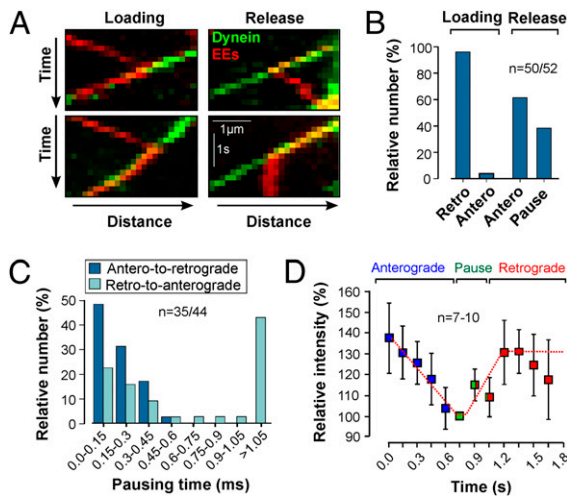 A
Loading
Release
Time
Dynein
EEs
Time
1µm
1s
Distance
Distance
B
Loading Release
Relative number (%)
100
80
60
40
20
0
n=50/52
Retro
Antero
Antero
Pause
C
Antero-to-retrograde
Retro-to-anterograde
Relative number (%)
50
40
30
20
10
0
n=35/44
0.0-0.15
0.15-0.3
0.3-0.45
0.45-0.6
0.6-0.75
0.75-0.9
0.9-1.05
>1.05
Pausing time (ms)
D
Anterograde Pause Retrograde
Relative intensity (%)
160
150
140
130
120
110
100
90
n=7-10
0.0
0.3
0.6
0.9
1.2
1.5
1.8
Time (s)